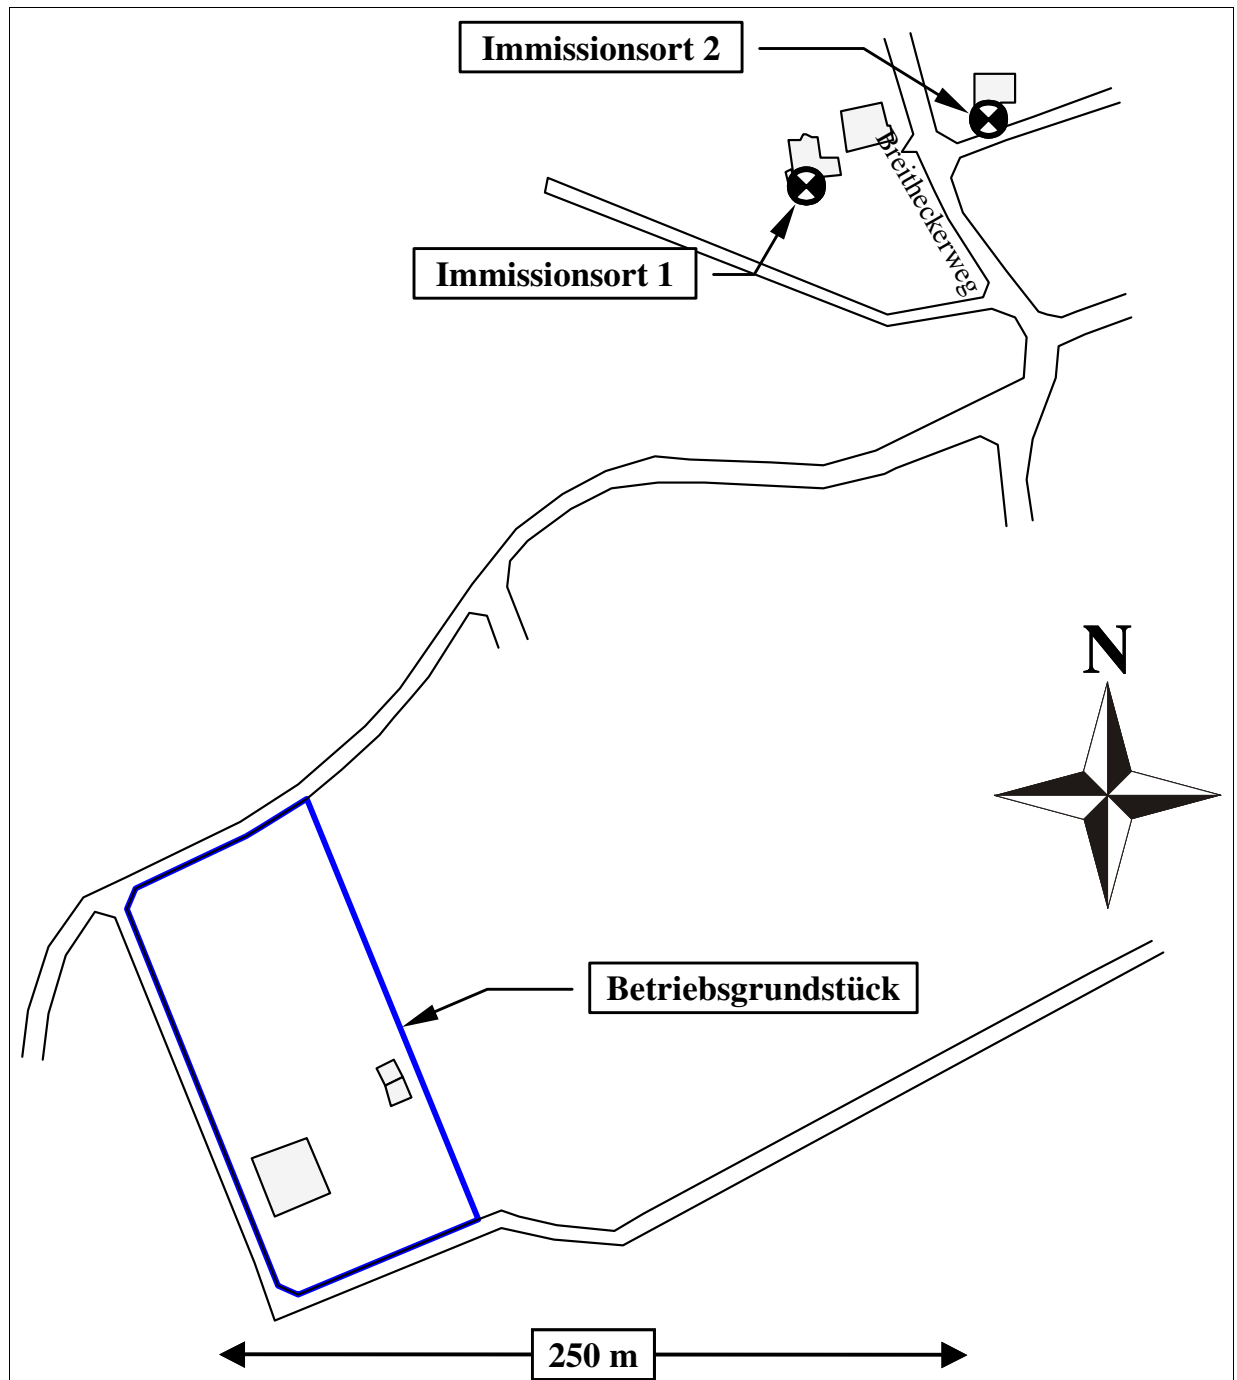 Immissionsort 2
Breitheckerweg
Immissionsort 1
N
Betriebsgrundstück
250 m